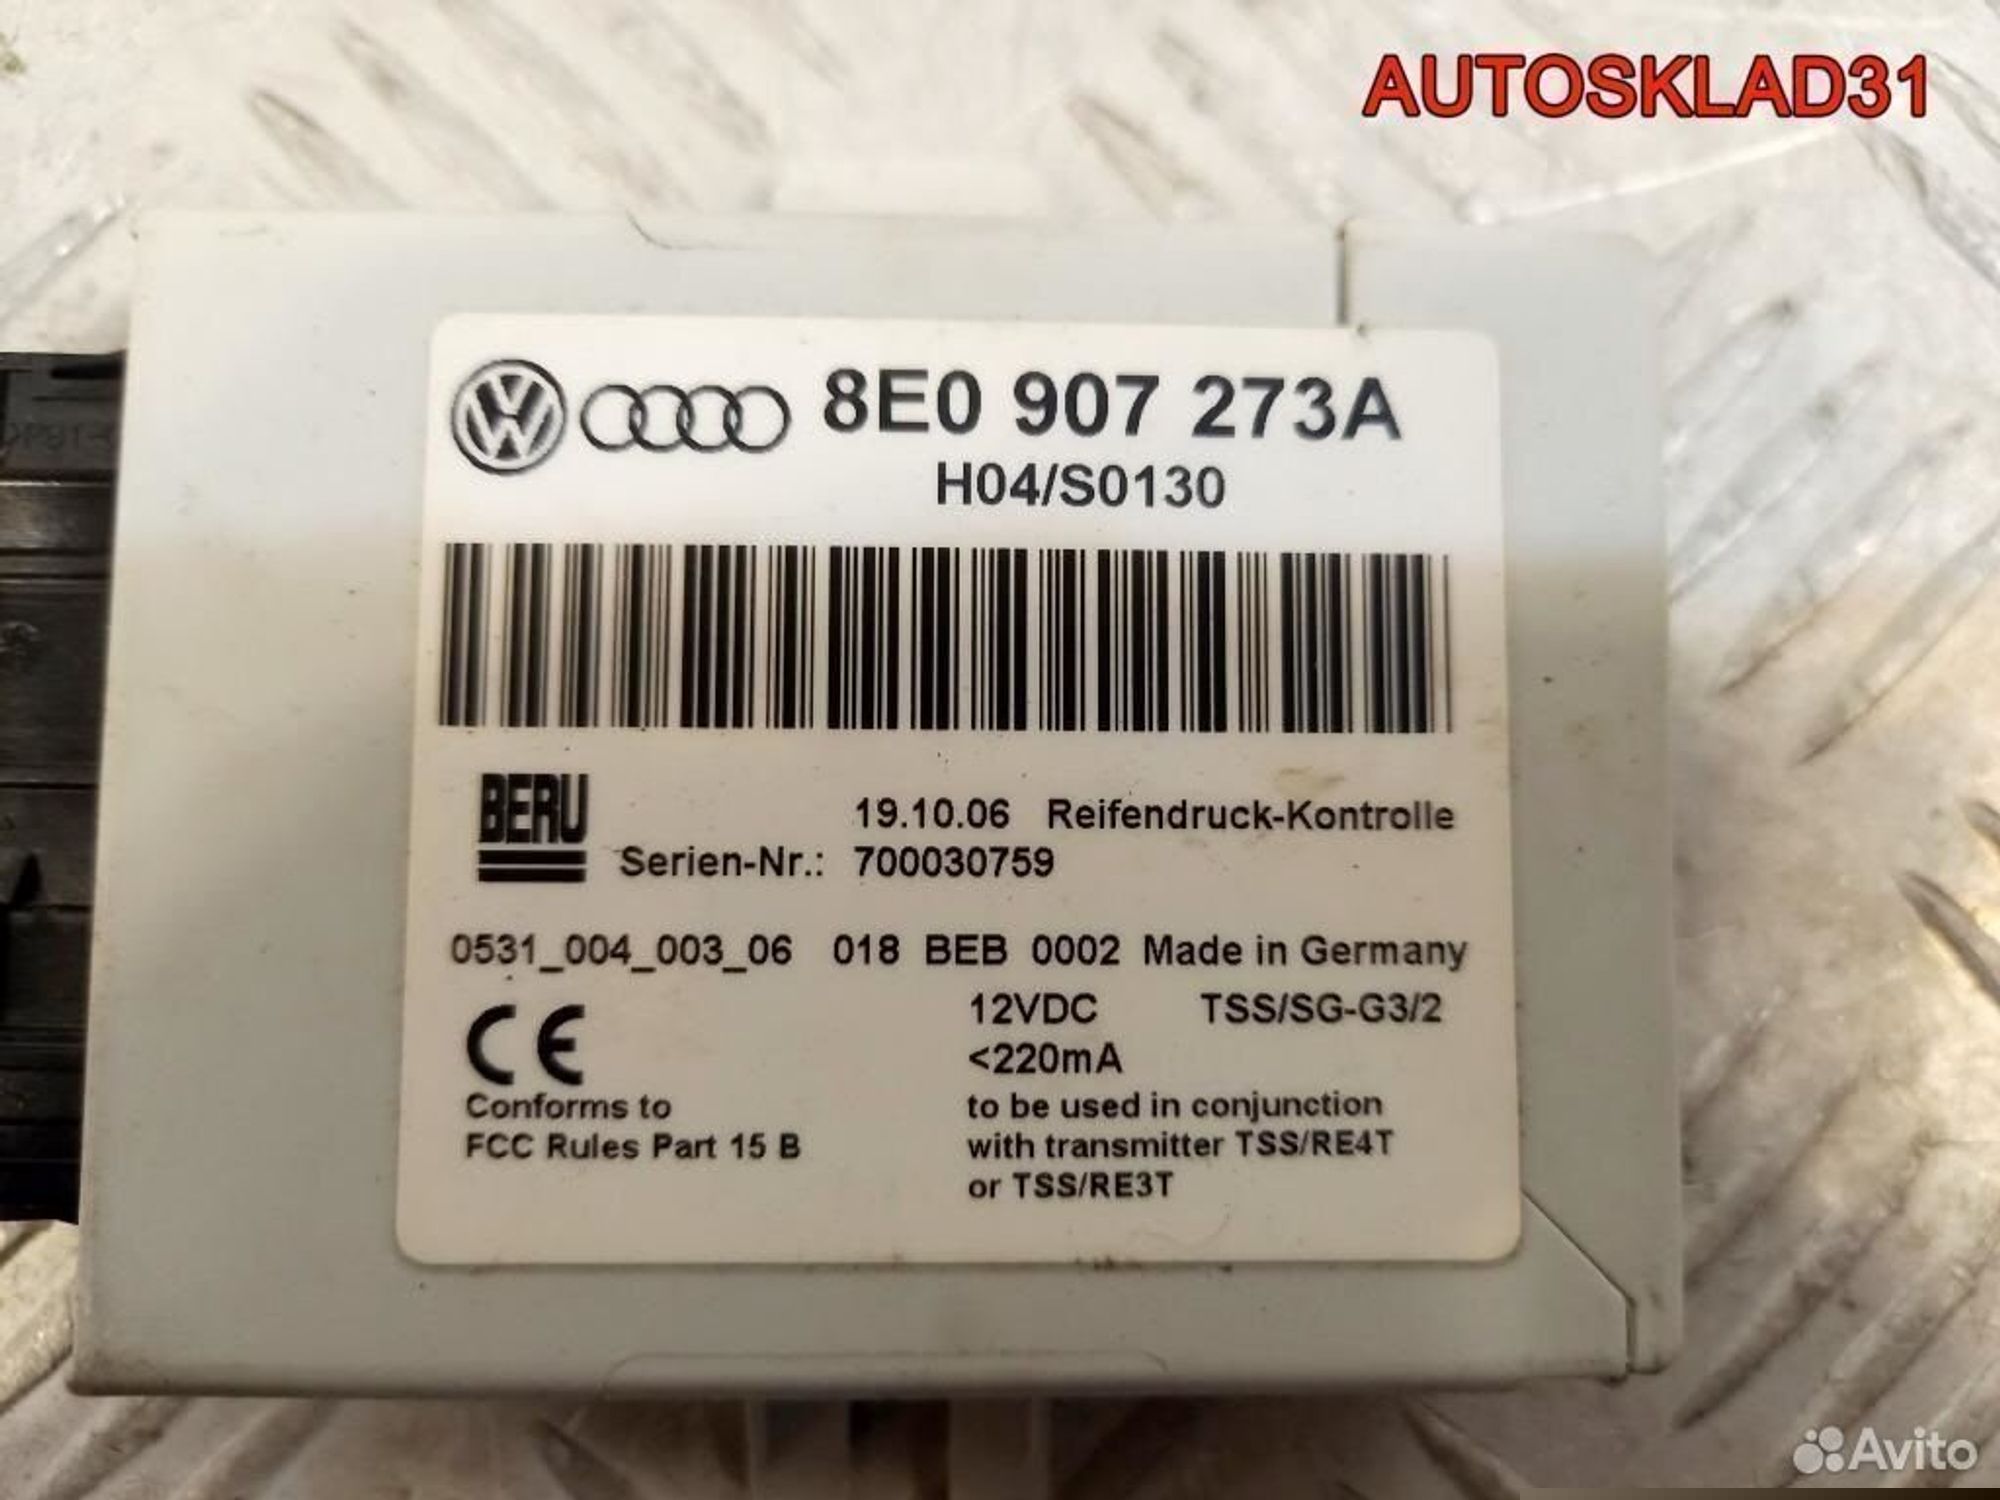 AUTOSKLAD31
8E0 907 273A
H04/S0130
BERU
19.10.06 Reifendruck-Kontrolle
Serien-Nr.: 700030759
0531_004_003_06 018 BEB 0002 Made in Germany
12VDC TSS/SG-G3/2
<220mA
CE
Conforms to
FCC Rules Part 15 B
to be used in conjunction
with transmitter TSS/RE4T
or TSS/RE3T
Avito